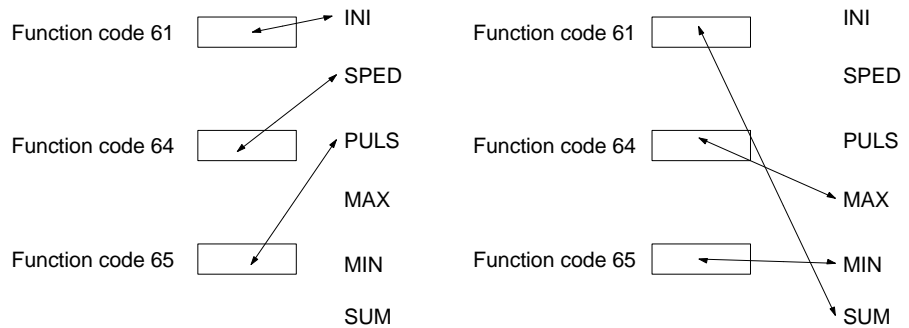 Function code 61
INI
SPED
Function code 64
PULS
MAX
Function code 65
MIN
SUM
Function code 61
INI
SPED
Function code 64
PULS
MAX
Function code 65
MIN
SUM